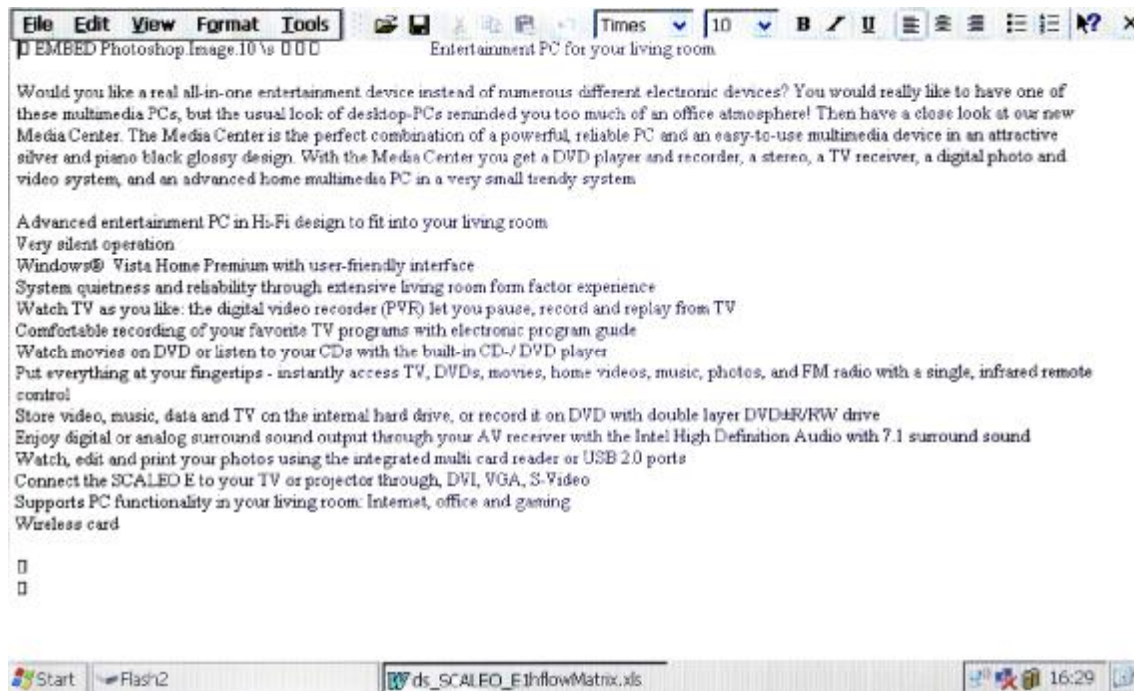 File Edit View Format Tools Times 10 B I U
EMBED Photoshop.Image.10 \s Entertainment PC for your living room
Would you like a real all-in-one entertainment device instead of numerous different electronic devices? You would really like to have one of
these multimedia PCs, but the usual look of desktop-PCs reminded you too much of an office atmosphere! Then have a close look at our new
Media Center. The Media Center is the perfect combination of a powerful, reliable PC and an easy-to-use multimedia device in an attractive
silver and piano black glossy design. With the Media Center you get a DVD player and recorder, a stereo, a TV receiver, a digital photo and
video system, and an advanced home multimedia PC in a very small trendy system
Advanced entertainment PC in Hi-Fi design to fit into your living room
Very silent operation
Windows® Vista Home Premium with user-friendly interface
System quietness and reliability through extensive living room form factor experience
Watch TV as you like: the digital video recorder (PVR) let you pause, record and replay from TV
Comfortable recording of your favorite TV programs with electronic program guide
Watch movies on DVD or listen to your CDs with the built-in CD-/ DVD player
Put everything at your fingertips - instantly access TV, DVDs, movies, home videos, music, photos, and FM radio with a single, infrared remote
control
Store video, music, data and TV on the internal hard drive, or record it on DVD with double layer DVD±R/RW drive
Enjoy digital or analog surround sound output through your AV receiver with the Intel High Definition Audio with 7.1 surround sound
Watch, edit and print your photos using the integrated multi card reader or USB 2.0 ports
Connect the SCALEO E to your TV or projector through, DVI, VGA, S-Video
Supports PC functionality in your living room: Internet, office and gaming
Wireless card
Start Flash2 ds_SCALEO_E1hflowMatrix.xls 16:29